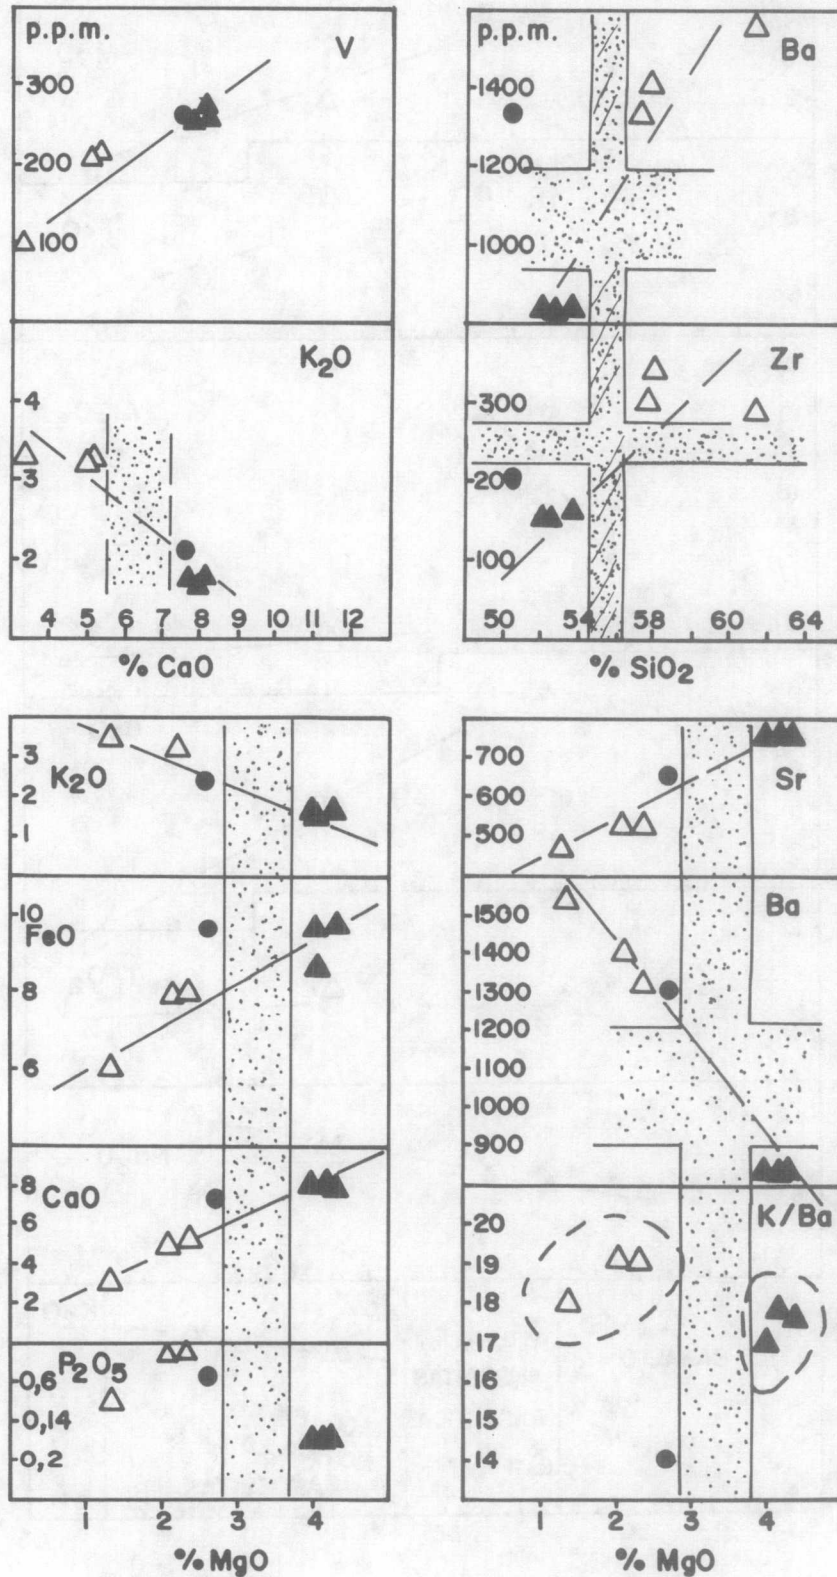 p.p.m.
V
300
200
100
K₂O
4
3
2
4 5 6 7 8 9 10 11 12
% CaO
p.p.m.
Ba
1400
1200
1000
Zr
300
200
100
50 54 58 60 64
% SiO₂
3
K₂O
2
1
10
FeO
8
6
8
CaO
6
4
2
P₂O₅
0,6
0,14
0,2
1 2 3 4
% MgO
700
Sr
600
500
Ba
1500
1400
1300
1200
1100
1000
900
K/Ba
20
19
18
17
16
15
14
1 2 3 4
% MgO